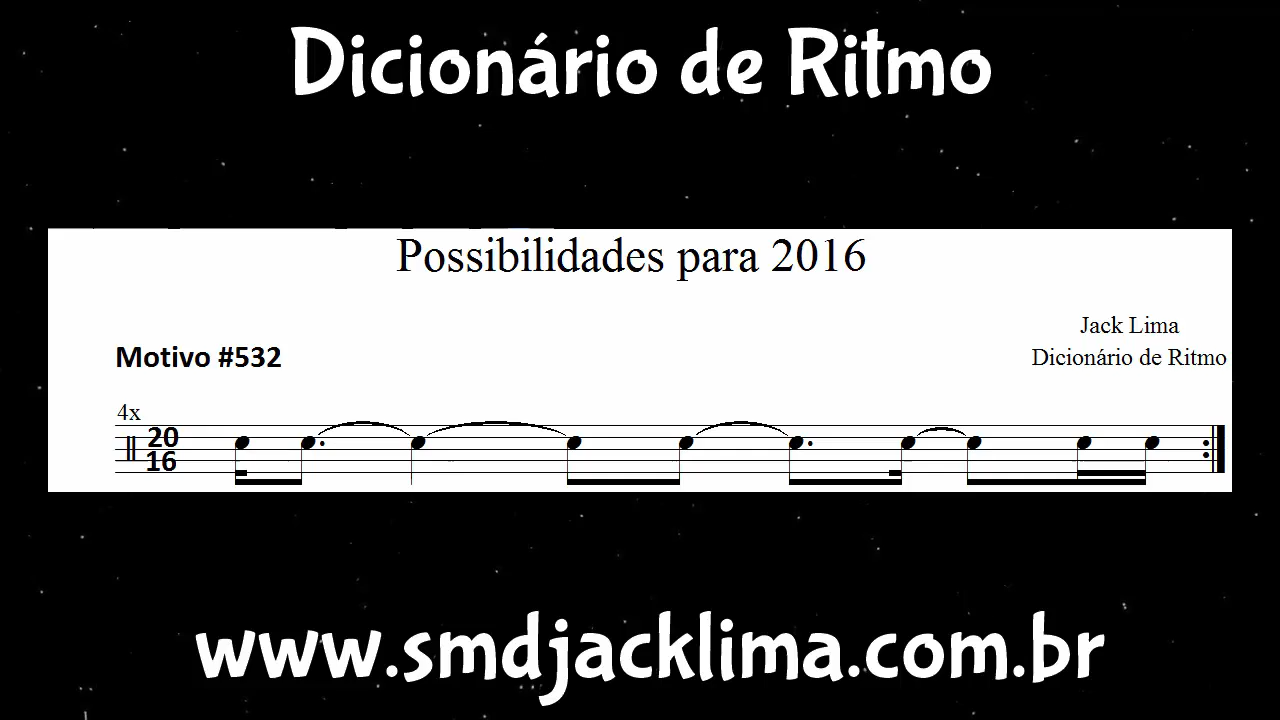 Dicionário de Ritmo
Possibilidades para 2016
Jack Lima
Motivo #532
Dicionário de Ritmo
4x
20
16
www.smdjacklima.com.br